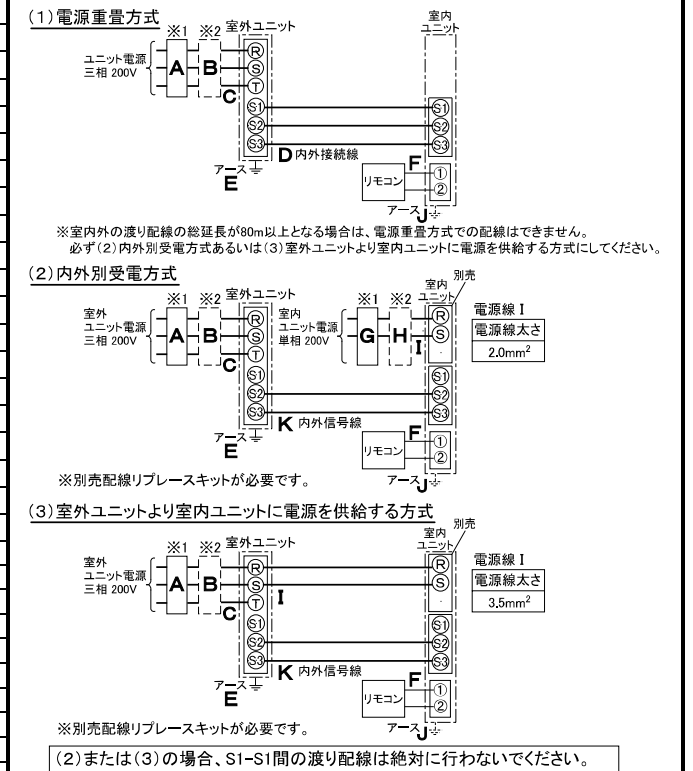 (1)電源重畳方式
※1 ※2 室外ユニット
室内
ユニット
ユニット電源
三相 200V
A B C
R
S
T
S1 S1
S2 S2
S3 S3
D 内外接続線
アース
E
F
リモコン
①
②
アース J
※室内外の渡り配線の総延長が80m以上となる場合は、電源重畳方式での配線はできません。
必ず(2)内外別受電方式あるいは(3)室外ユニットより室内ユニットに電源を供給する方式にしてください。
(2)内外別受電方式
※1 ※2 室外ユニット
※1 ※2
室内
ユニット
別売
室外
ユニット電源
三相 200V
A B C
R
S
T
S1
S2
S3
室内
ユニット電源
単相 200V
G H I
R
S
S1
S2
S3
電源線 I
電源線太さ
2.0mm²
K 内外信号線
アース
E
F
リモコン
①
②
アース J
※別売配線リプレースキットが必要です。
(3)室外ユニットより室内ユニットに電源を供給する方式
※1 ※2 室外ユニット
室内
ユニット
別売
室外
ユニット電源
三相 200V
A B C
R R
S S
T
I
S1 S1
S2 S2
S3 S3
電源線 I
電源線太さ
3.5mm²
K 内外信号線
アース
E
F
リモコン
①
②
アース J
※別売配線リプレースキットが必要です。
(2)または(3)の場合、S1-S1間の渡り配線は絶対に行わないでください。